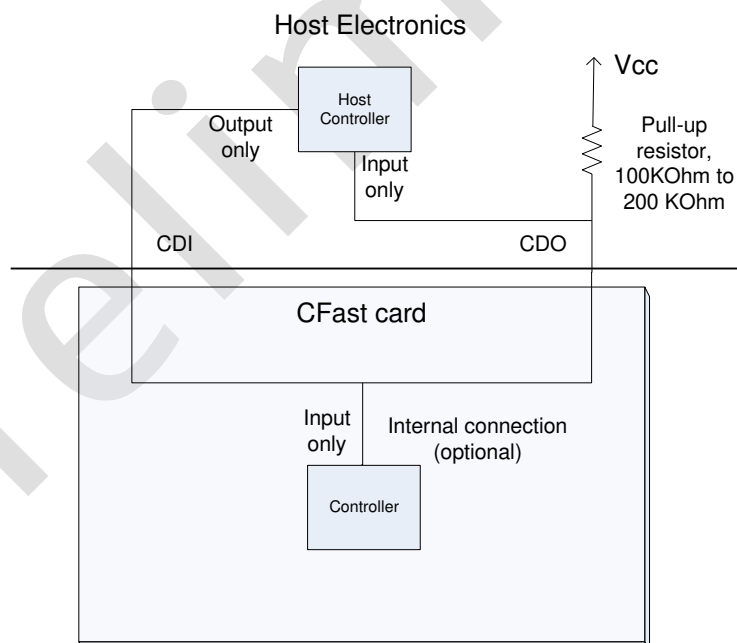 Host Electronics
Vcc
Host
Controller
Output
only
Input
only
Pull-up
resistor,
100KOhm to
200 KOhm
CDI
CDO
CFast card
Input
only
Internal connection
(optional)
Controller
elim